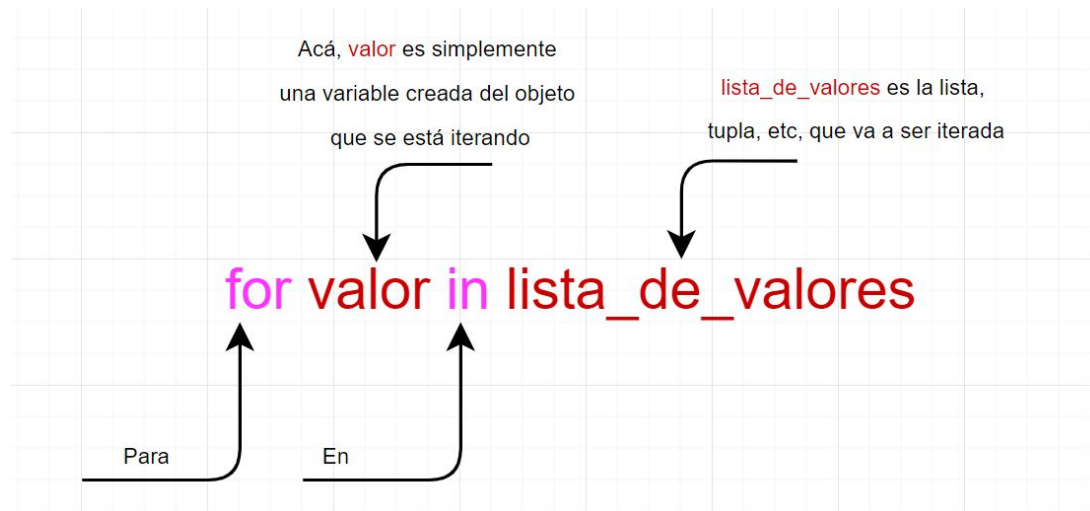 Acá, valor es simplemente
una variable creada del objeto
que se está iterando
lista_de_valores es la lista,
tupla, etc, que va a ser iterada
for valor in lista_de_valores
Para
En